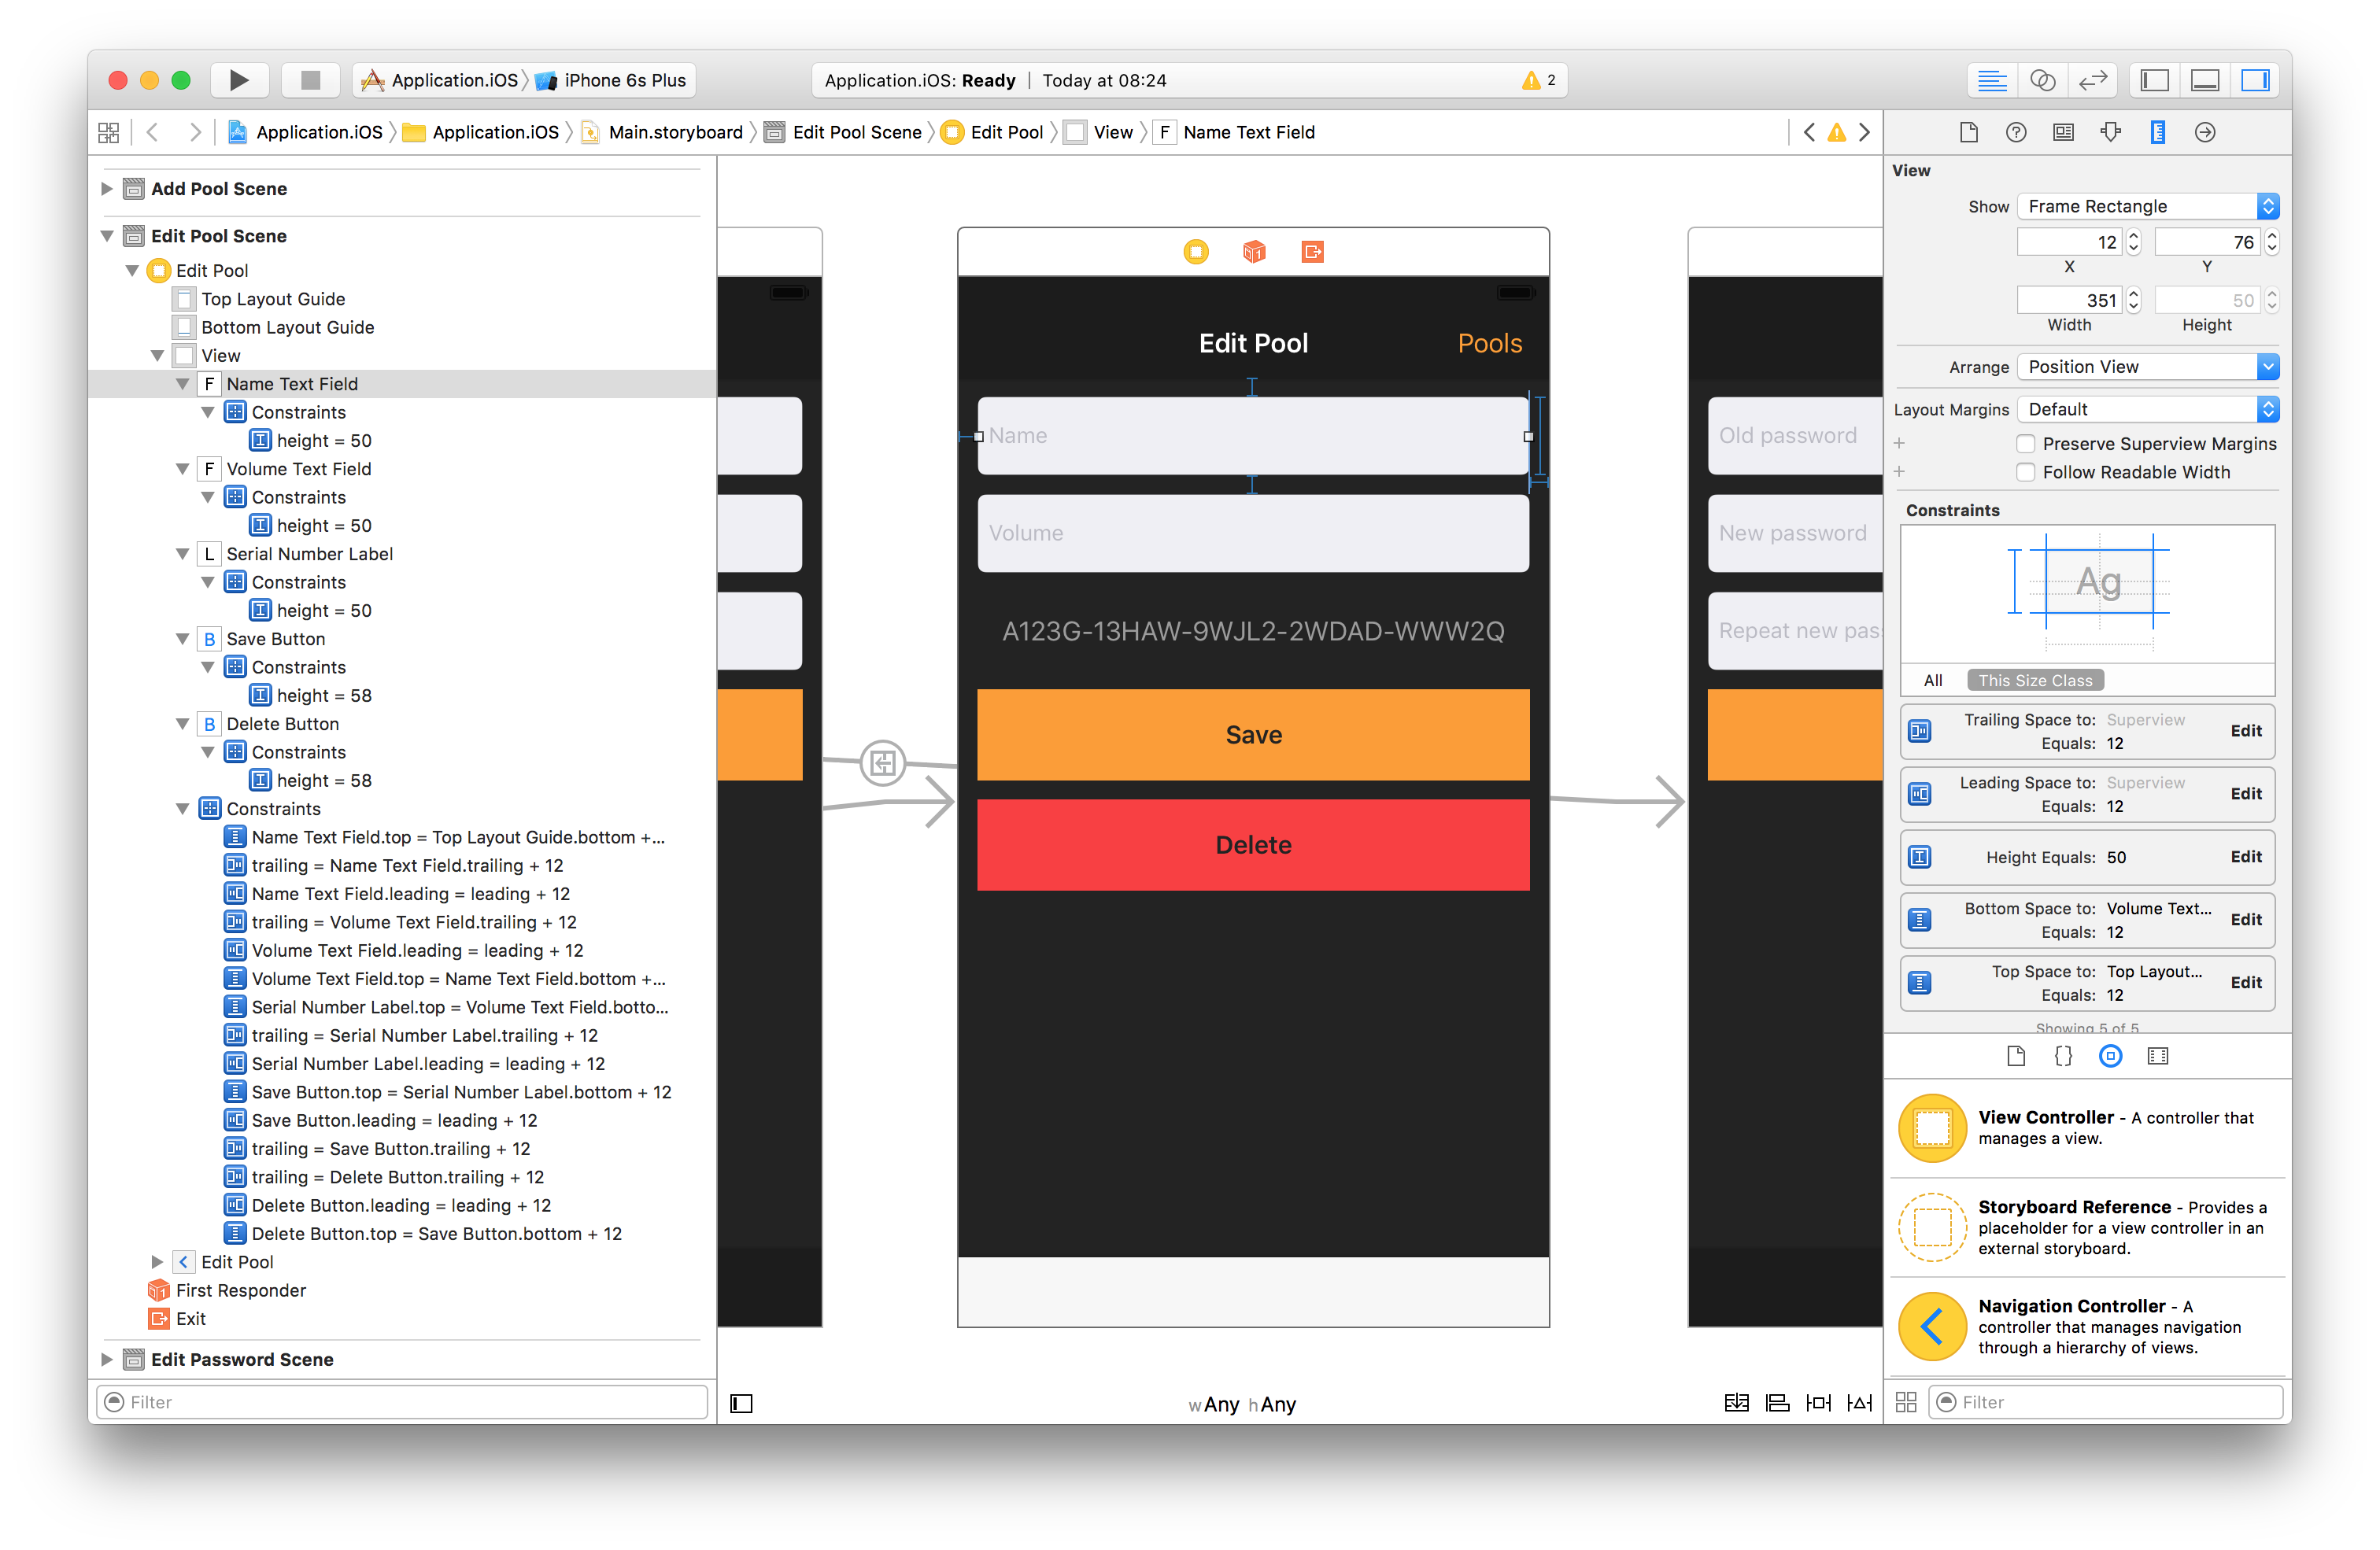 Application.iOS iPhone 6s Plus
Application.iOS: Ready | Today at 08:24
2
Application.iOS Application.iOS Main.storyboard Edit Pool Scene Edit Pool View F Name Text Field
Add Pool Scene
Edit Pool Scene
Edit Pool
Top Layout Guide
Bottom Layout Guide
View
F Name Text Field
Constraints
height = 50
F Volume Text Field
Constraints
height = 50
L Serial Number Label
Constraints
height = 50
B Save Button
Constraints
height = 58
B Delete Button
Constraints
height = 58
Constraints
Name Text Field.top = Top Layout Guide.bottom +...
trailing = Name Text Field.trailing + 12
Name Text Field.leading = leading + 12
trailing = Volume Text Field.trailing + 12
Volume Text Field.leading = leading + 12
Volume Text Field.top = Name Text Field.bottom +...
Serial Number Label.top = Volume Text Field.botto...
trailing = Serial Number Label.trailing + 12
Serial Number Label.leading = leading + 12
Save Button.top = Serial Number Label.bottom + 12
Save Button.leading = leading + 12
trailing = Save Button.trailing + 12
trailing = Delete Button.trailing + 12
Delete Button.leading = leading + 12
Delete Button.top = Save Button.bottom + 12
Edit Pool
First Responder
Exit
Edit Password Scene
Filter
Edit Pool
Pools
Name
Volume
A123G-13HAW-9WJL2-2WDAD-WWW2Q
Save
Delete
Old password
New password
Repeat new pas
wAny hAny
View
Show Frame Rectangle
12 76
X Y
351 50
Width Height
Arrange Position View
Layout Margins Default
Preserve Superview Margins
Follow Readable Width
Constraints
Ag
All This Size Class
Trailing Space to: Superview
Equals: 12
Edit
Leading Space to: Superview
Equals: 12
Edit
Height Equals: 50
Edit
Bottom Space to: Volume Text...
Equals: 12
Edit
Top Space to: Top Layout...
Equals: 12
Edit
Showing 5 of 5
View Controller - A controller that
manages a view.
Storyboard Reference - Provides a
placeholder for a view controller in an
external storyboard.
Navigation Controller - A
controller that manages navigation
through a hierarchy of views.
Filter